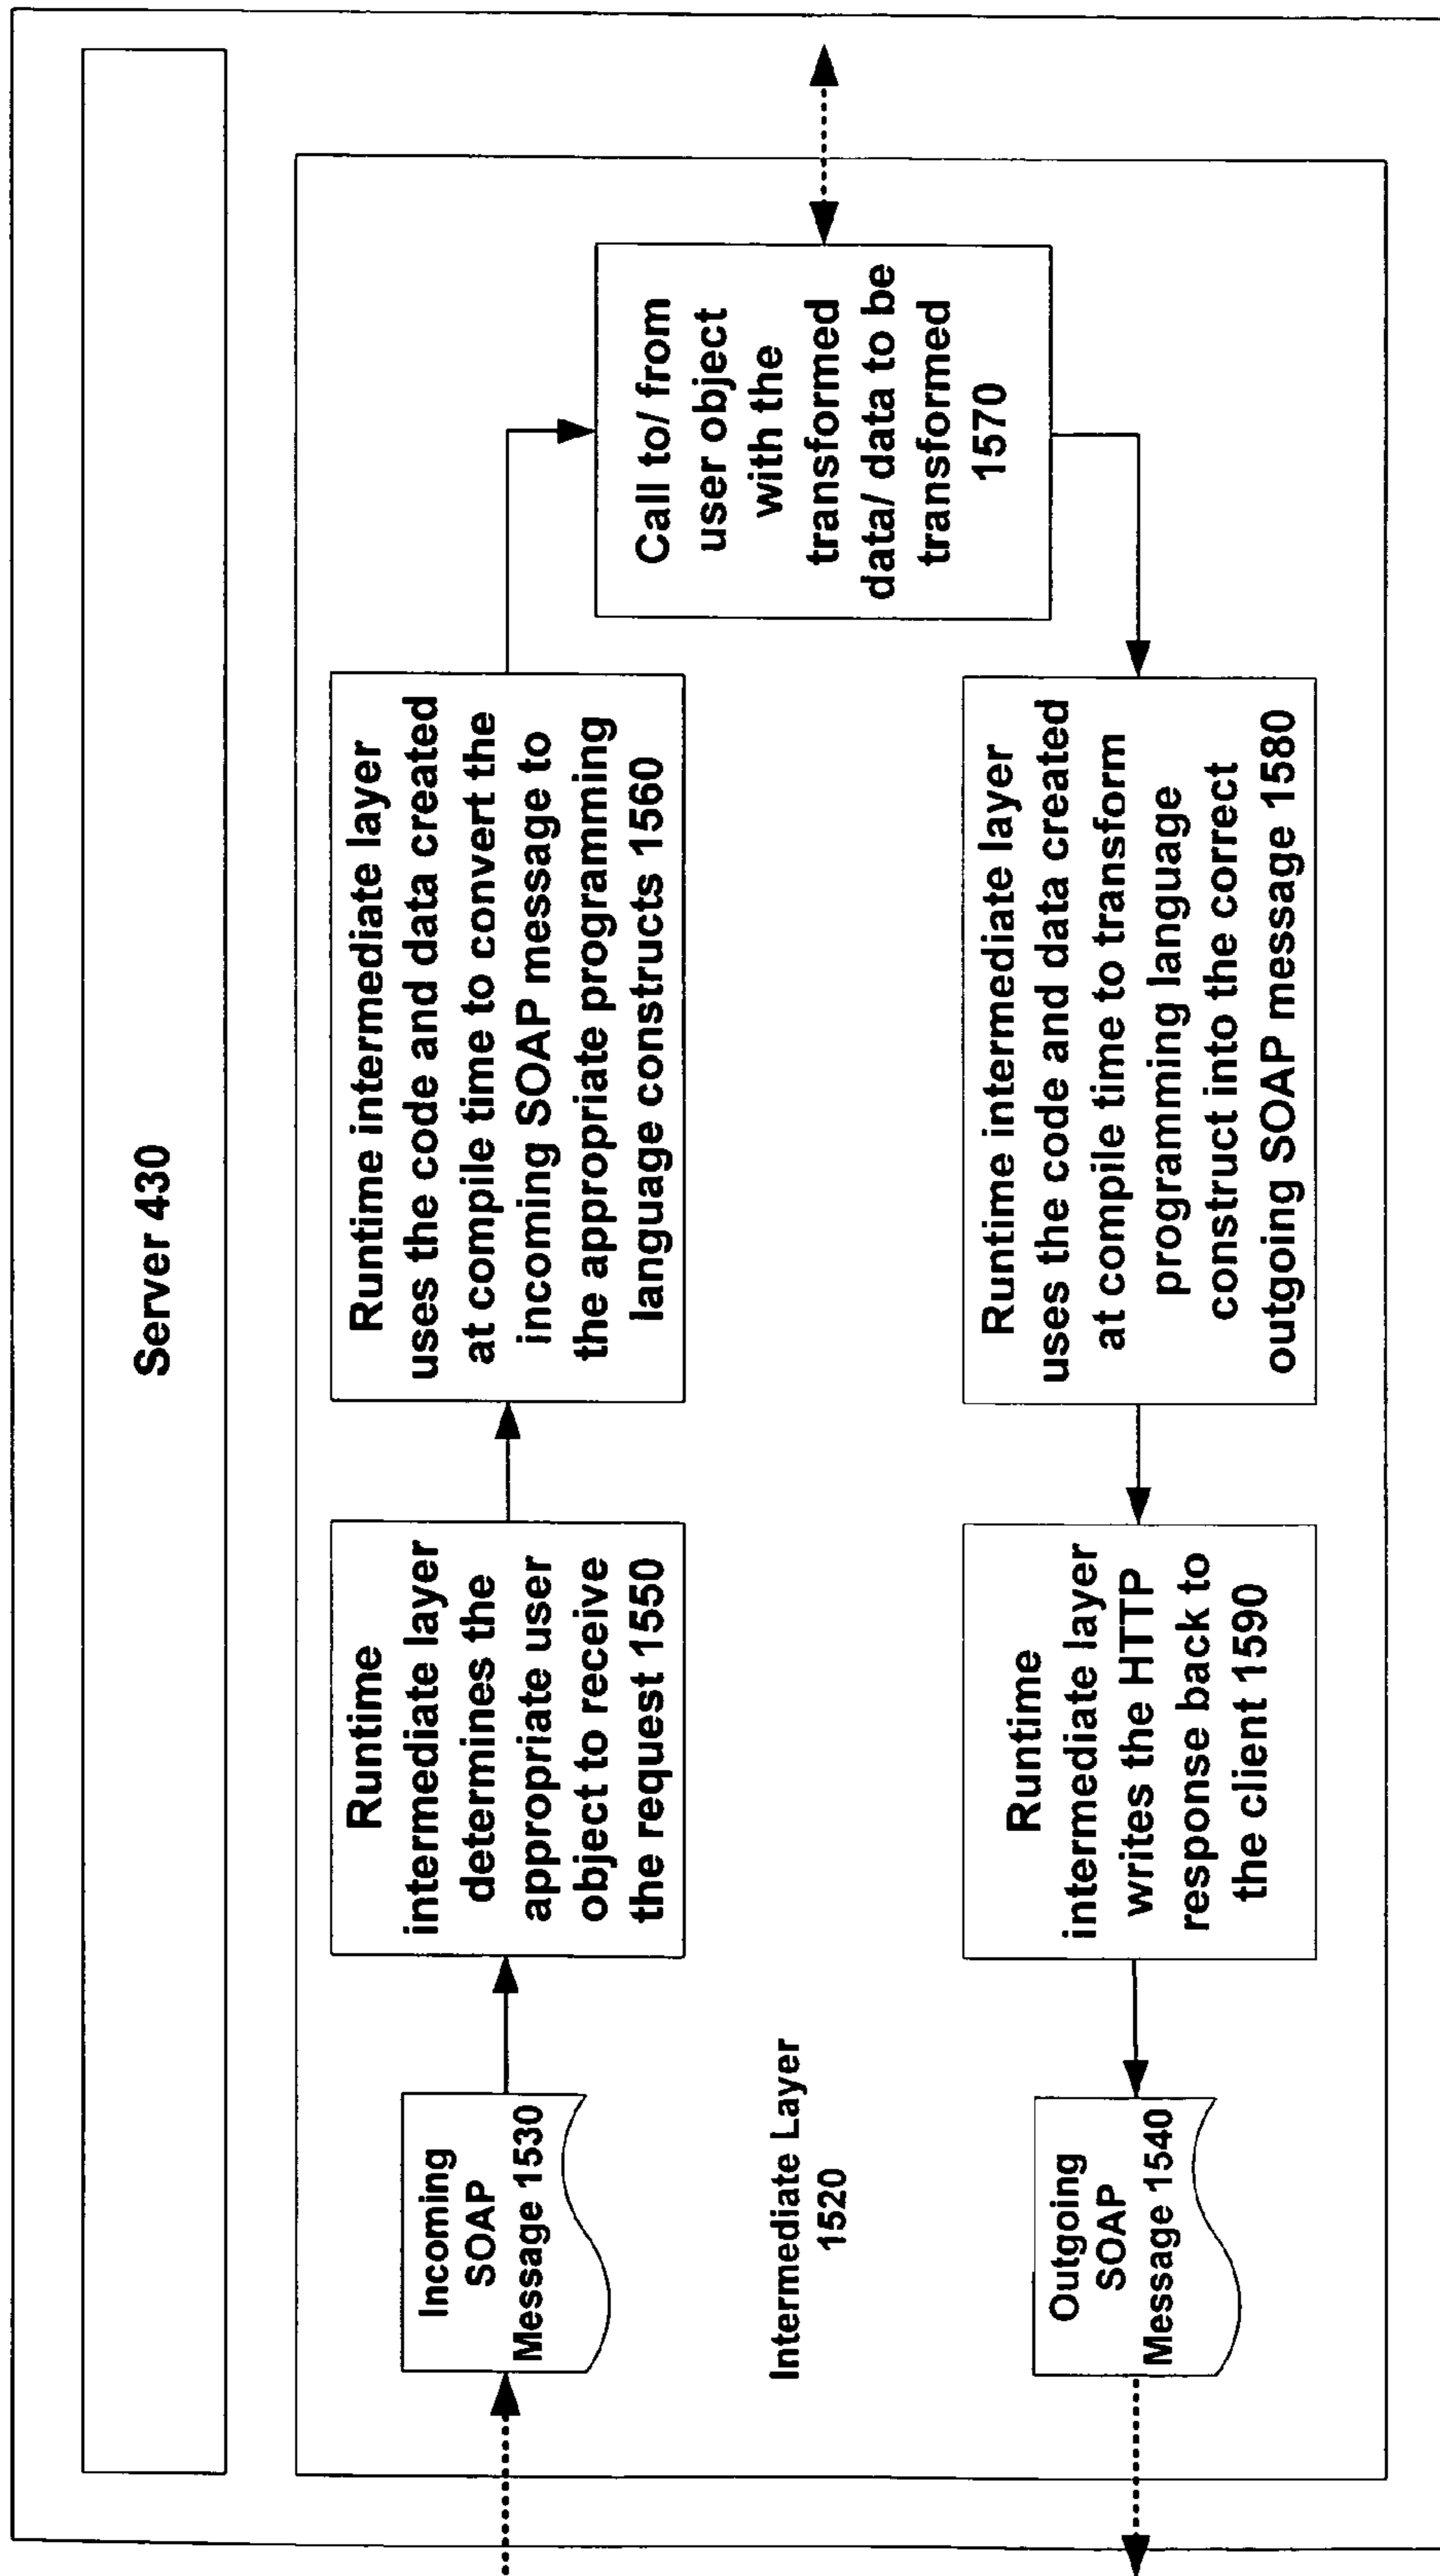 Server 430
Incoming
SOAP
Message 1530
Runtime
intermediate layer
determines the
appropriate user
object to receive
the request 1550
Runtime intermediate layer
uses the code and data created
at compile time to convert the
incoming SOAP message to
the appropriate programming
language constructs 1560
Call to/ from
user object
with the
transformed
data/ data to be
transformed
1570
Intermediate Layer
1520
Outgoing
SOAP
Message 1540
Runtime
intermediate layer
writes the HTTP
response back to
the client 1590
Runtime intermediate layer
uses the code and data created
at compile time to transform
programming language
construct into the correct
outgoing SOAP message 1580